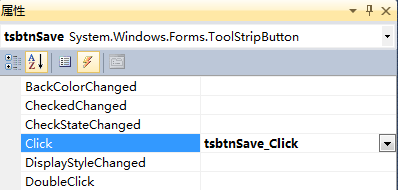 属性
tsbtnSave System.Windows.Forms.ToolStripButton
BackColorChanged
CheckedChanged
CheckStateChanged
Click tsbtnSave_Click
DisplayStyleChanged
DoubleClick